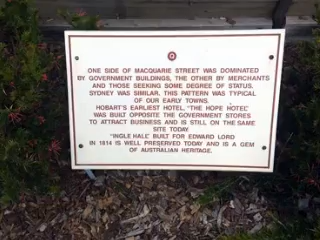 ONE SIDE OF MACQUARIE STREET WAS DOMINATED
BY GOVERNMENT BUILDINGS, THE OTHER BY MERCHANTS
AND THOSE SEEKING SOME DEGREE OF STATUS.
SYDNEY WAS SIMILAR. THIS PATTERN WAS TYPICAL
OF OUR EARLY TOWNS.
HOBART'S EARLIEST HOTEL, "THE HOPE HOTEL"
WAS BUILT OPPOSITE THE GOVERNMENT STORES
TO ATTRACT BUSINESS AND IS STILL ON THE SAME
SITE TODAY.
"INGLE HALL" BUILT FOR EDWARD LORD
IN 1814 IS WELL PRESERVED TODAY AND IS A GEM
OF AUSTRALIAN HERITAGE.